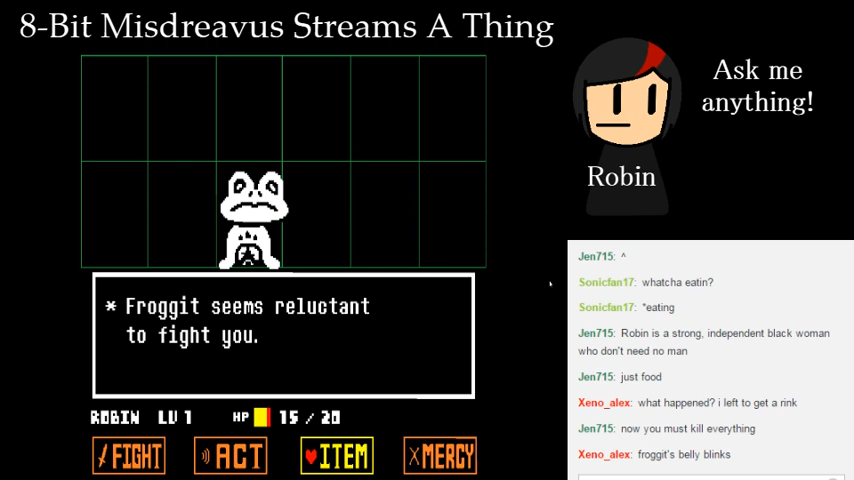 8-Bit Misdreavus Streams A Thing
Ask me
anything!
Robin
* Froggit seems reluctant
to fight you.
ROBIN LV 1 HP 15 / 20
FIGHT ACT ITEM MERCY
Jen715: ^
Sonicfan17: whatcha eatin?
Sonicfan17: *eating
Jen715: Robin is a strong, independent black woman
who don't need no man
Jen715: just food
Xeno_alex: what happened? i left to get a rink
Jen715: now you must kill everything
Xeno_alex: froggit's belly blinks